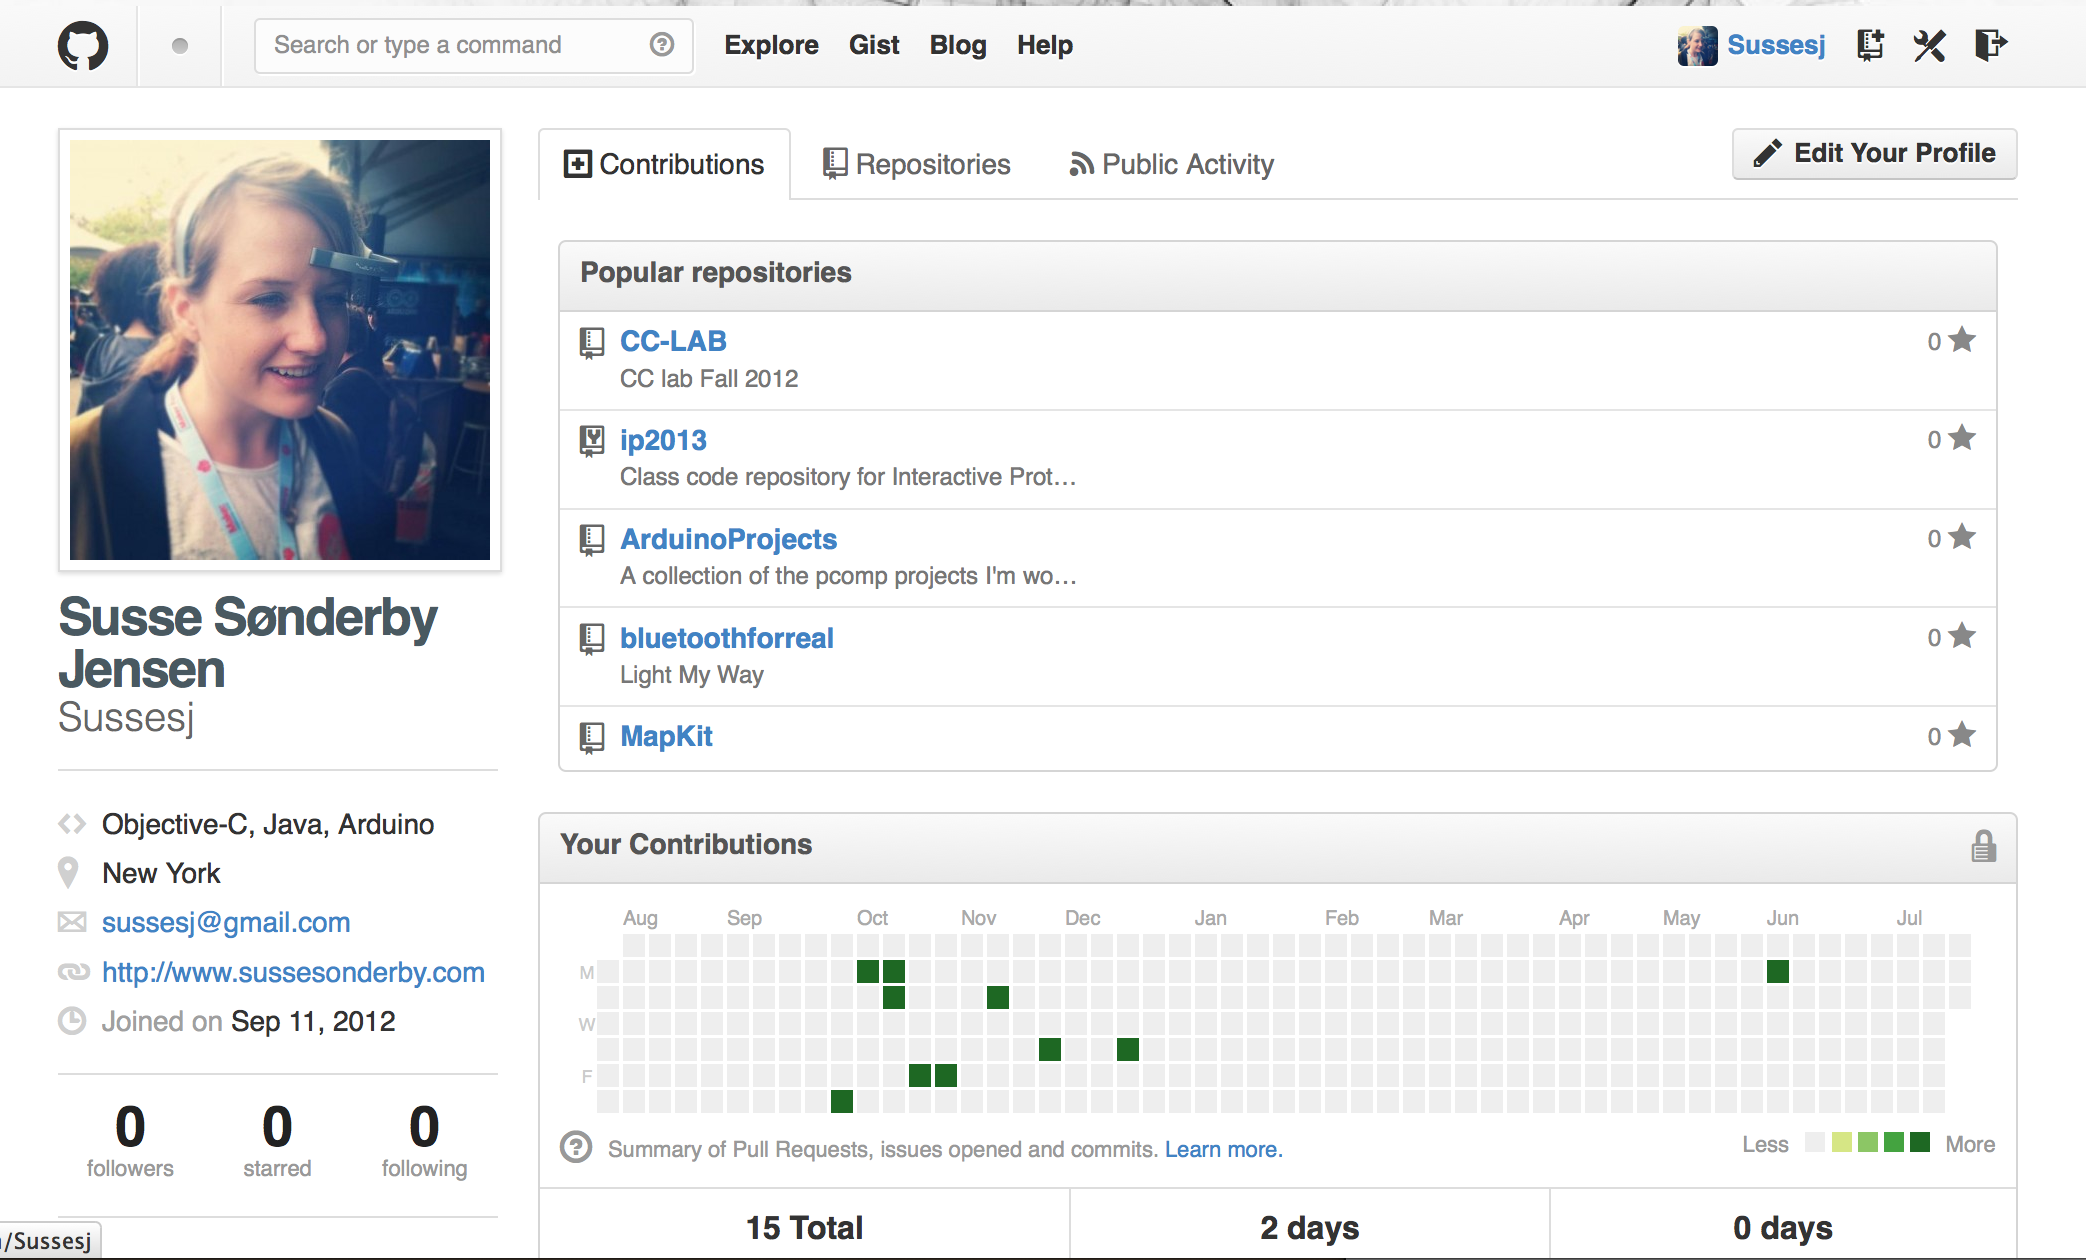 Search or type a command
Explore Gist Blog Help
Sussesj
Contributions
Repositories
Public Activity
Edit Your Profile
Susse Sønderby
Jensen
Sussesj
Objective-C, Java, Arduino
New York
sussesj@gmail.com
http://www.sussesonderby.com
Joined on Sep 11, 2012
0 0 0
followers starred following
/Sussesj
Popular repositories
CC-LAB 0
CC lab Fall 2012
ip2013 0
Class code repository for Interactive Prot…
ArduinoProjects 0
A collection of the pcomp projects I'm wo…
bluetoothforreal 0
Light My Way
MapKit 0
Your Contributions
Aug Sep Oct Nov Dec Jan Feb Mar Apr May Jun Jul
M
W
F
Summary of Pull Requests, issues opened and commits. Learn more.
Less More
15 Total 2 days 0 days